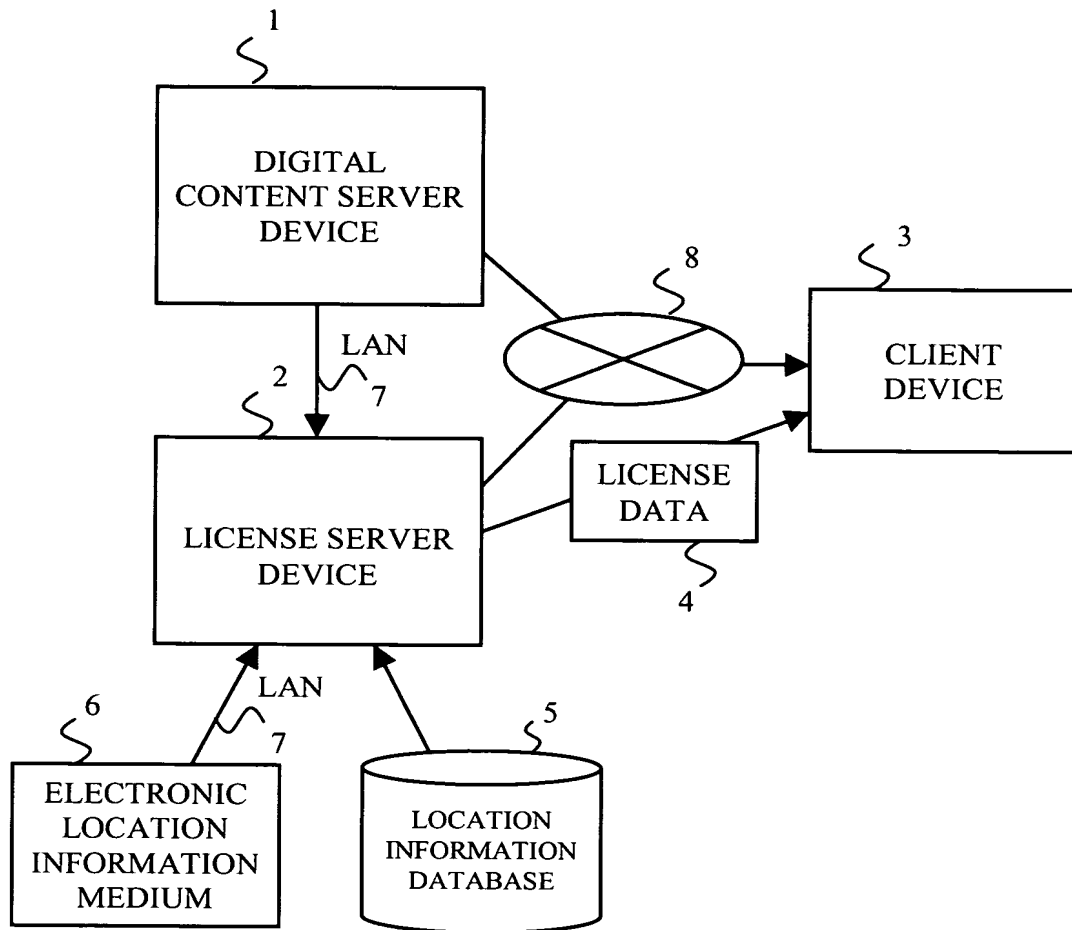 1
DIGITAL
CONTENT SERVER
DEVICE
8
3
CLIENT
DEVICE
LAN
7
2
LICENSE SERVER
DEVICE
LICENSE
DATA
4
LAN
7
6
ELECTRONIC
LOCATION
INFORMATION
MEDIUM
5
LOCATION
INFORMATION
DATABASE